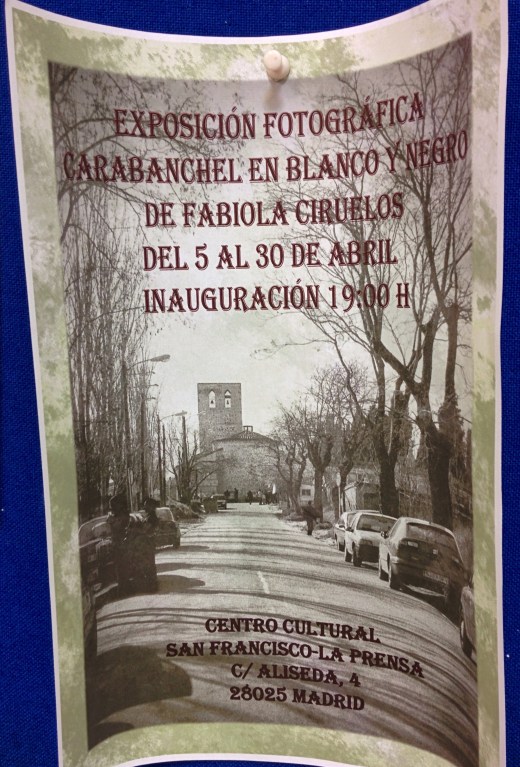 EXPOSICIÓN FOTOGRÁFICA
CARABANCHEL EN BLANCO Y NEGRO
DE FABIOLA CIRUELOS
DEL 5 AL 30 DE ABRIL
INAUGURACIÓN 19:00 H
CENTRO CULTURAL
SAN FRANCISCO-LA PRENSA
C/ ALISEDA, 4
28025 MADRID